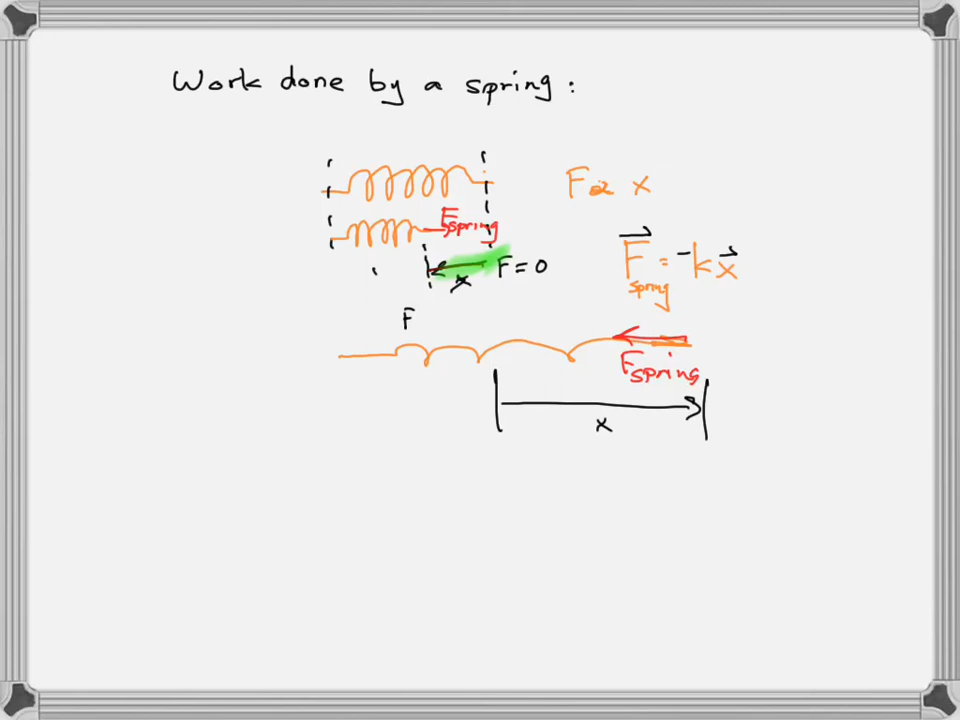 Work done by a spring :
F α x
Fspring
F⃗spring = -kx⃗
F = 0
x
F
Fspring
x